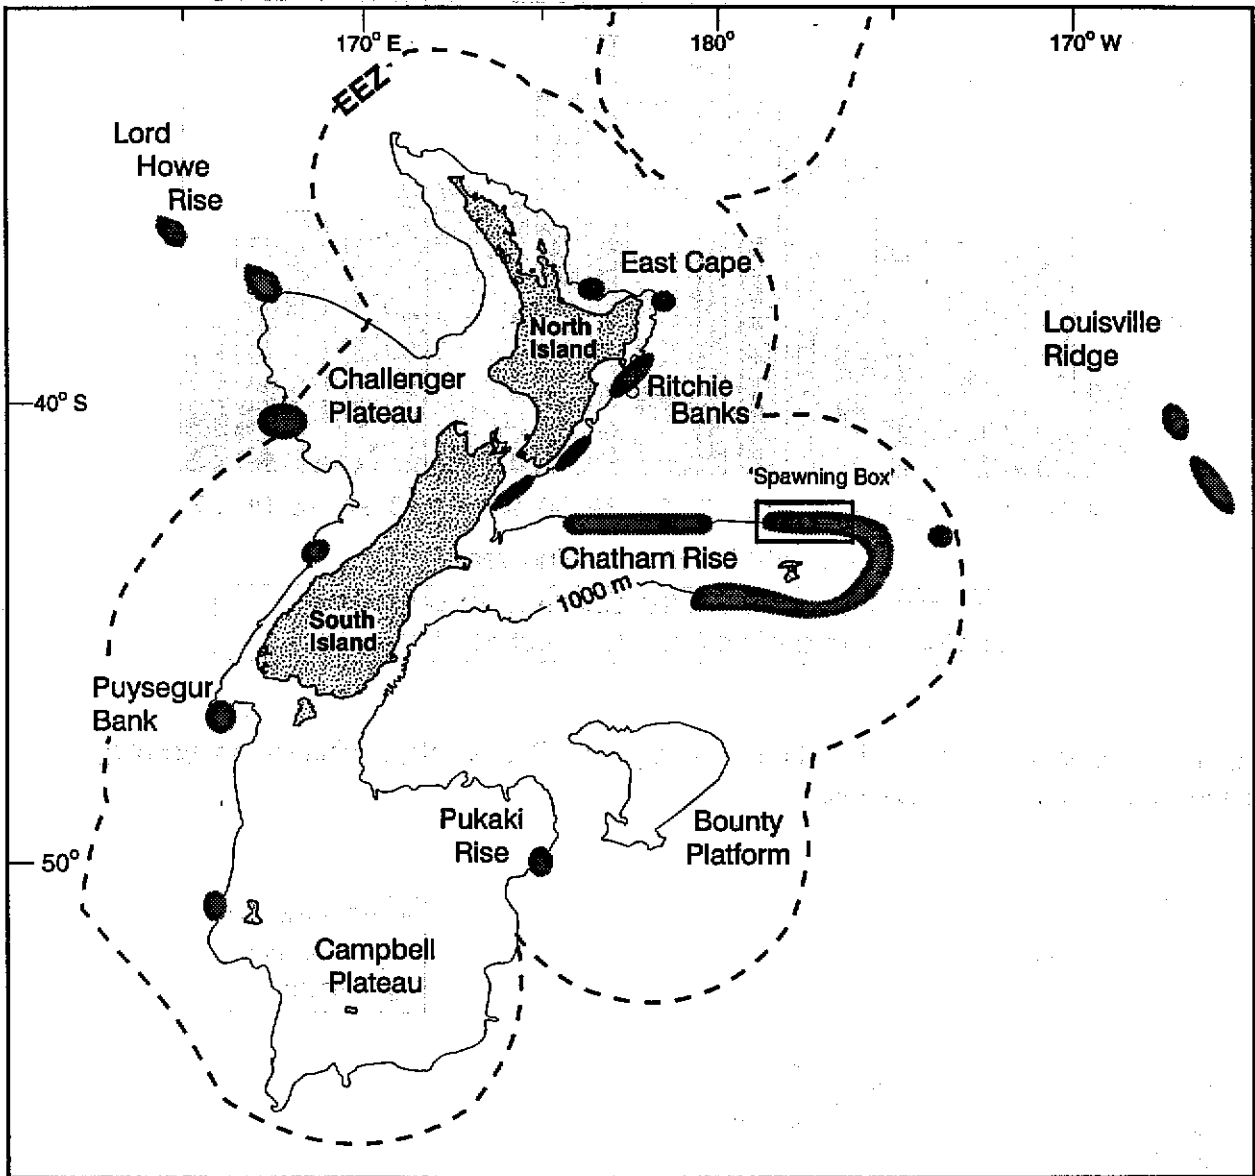 170° E
180°
170° W
EEZ
Lord
Howe
Rise
East Cape
North
Island
Louisville
Ridge
Challenger
Plateau
40° S
Ritchie
Banks
'Spawning Box'
Chatham Rise
1000 m
South
Island
Puysegur
Bank
Pukaki
Rise
Bounty
Platform
50°
Campbell
Plateau